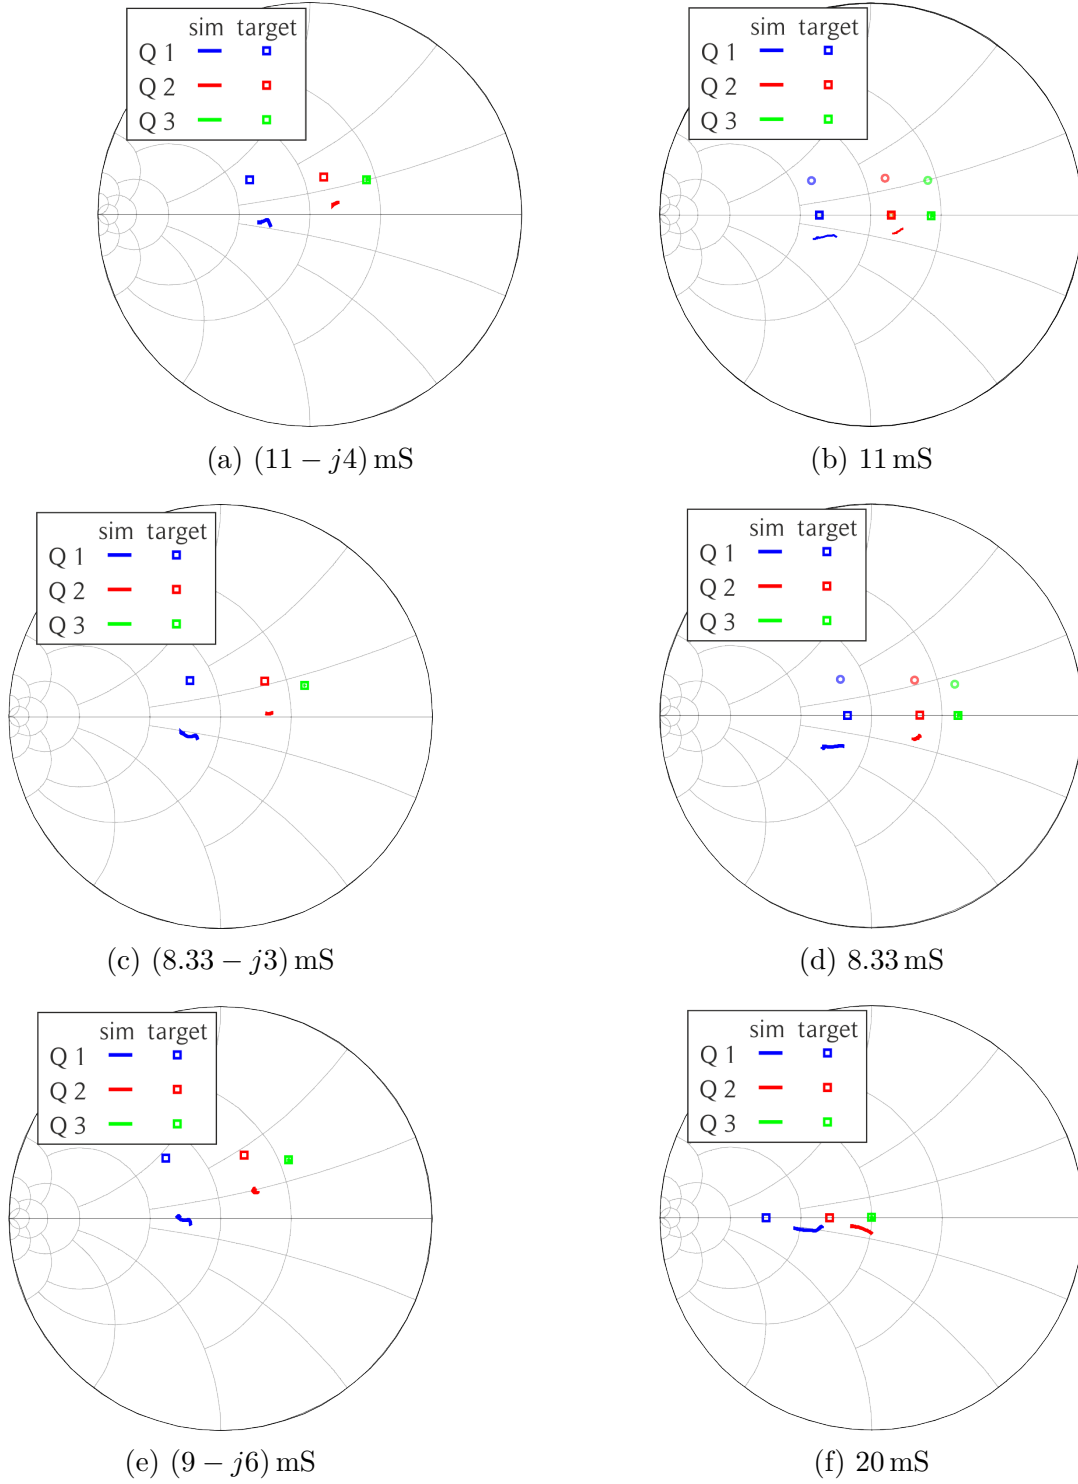 sim target
Q 1
Q 2
Q 3
(a) (11 − j4) mS
sim target
Q 1
Q 2
Q 3
(b) 11 mS
sim target
Q 1
Q 2
Q 3
(c) (8.33 − j3) mS
sim target
Q 1
Q 2
Q 3
(d) 8.33 mS
sim target
Q 1
Q 2
Q 3
(e) (9 − j6) mS
sim target
Q 1
Q 2
Q 3
(f) 20 mS